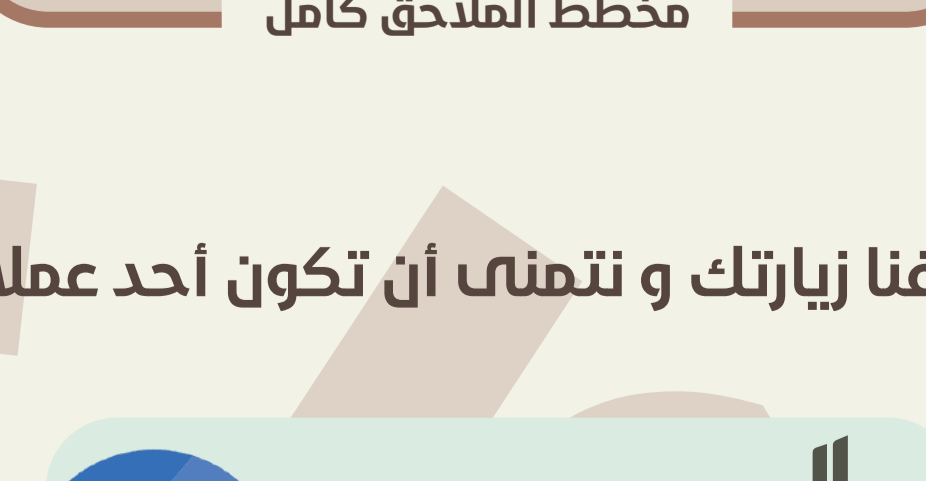 مخطط الملاحق كامل
زيارتك و نتمنى أن تكون أحد